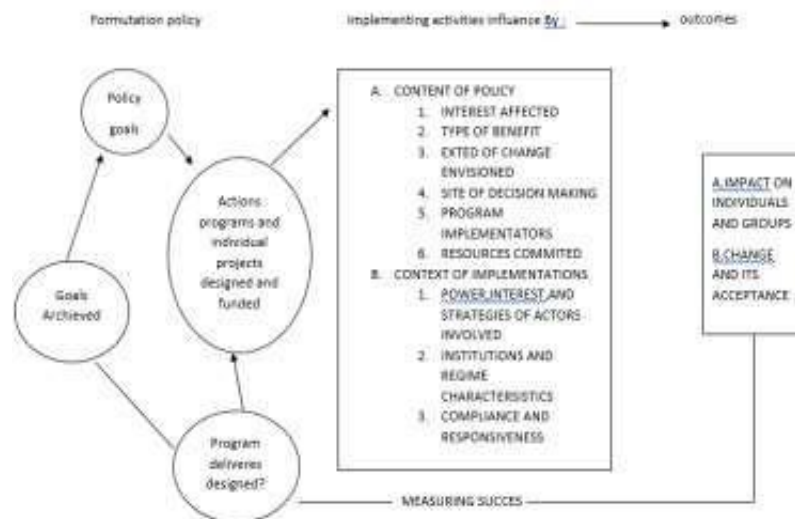 Formutation policy
Implementing activities influence By :
outcomes
Policy
goals
Actions
programs and
individual
projects
designed and
funded
Goals
Archieved
Program
deliveres
designed?
A. CONTENT OF POLICY
1. INTEREST AFFECTED
2. TYPE OF BENEFIT
3. EXTED OF CHANGE
ENVISIONED
4. SITE OF DECISION MAKING
5. PROGRAM
IMPLEMENTATORS
6. RESOURCES COMMITED
B. CONTEXT OF IMPLEMENTATIONS
1. POWER,INTEREST,AND
STRATEGIES OF ACTORS
INVOLVED
2. INSTITUTIONS AND
REGIME
CHARACTERSISTICS
3. COMPLIANCE AND
RESPONSIVENESS
A.IMPACT ON
INDIVIDUALS
AND GROUPS
B.CHANGE
AND ITS
ACCEPTANCE
MEASURING SUCCES